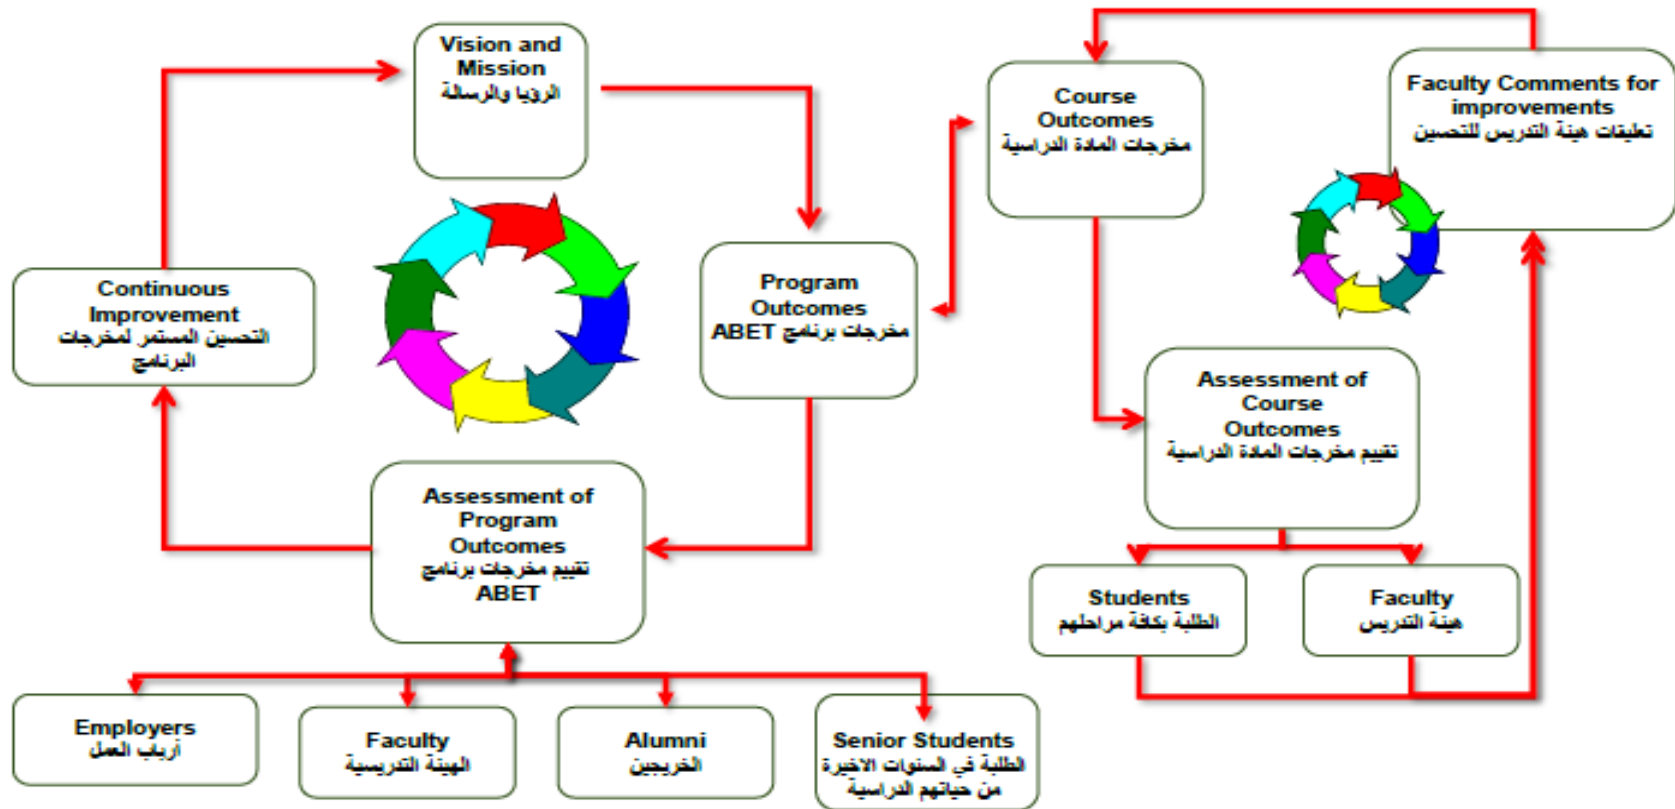 Vision and
Mission
الرؤيا والرسالة
Program
Outcomes
مخرجات برنامج ABET
Assessment of
Program
Outcomes
تقييم مخرجات برنامج
ABET
Continuous
Improvement
التحسين المستمر لمخرجات
البرنامج
Employers
أرباب العمل
Faculty
الهيئة التدريسية
Alumni
الخريجين
Senior Students
الطلبة في السنوات الاخيرة
من حياتهم الدراسية
Course
Outcomes
مخرجات المادة الدراسية
Faculty Comments for
improvements
تعليقات هيئة التدريس للتحسين
Assessment of
Course
Outcomes
تقييم مخرجات المادة الدراسية
Students
الطلبة بكافة مراحلهم
Faculty
هيئة التدريس